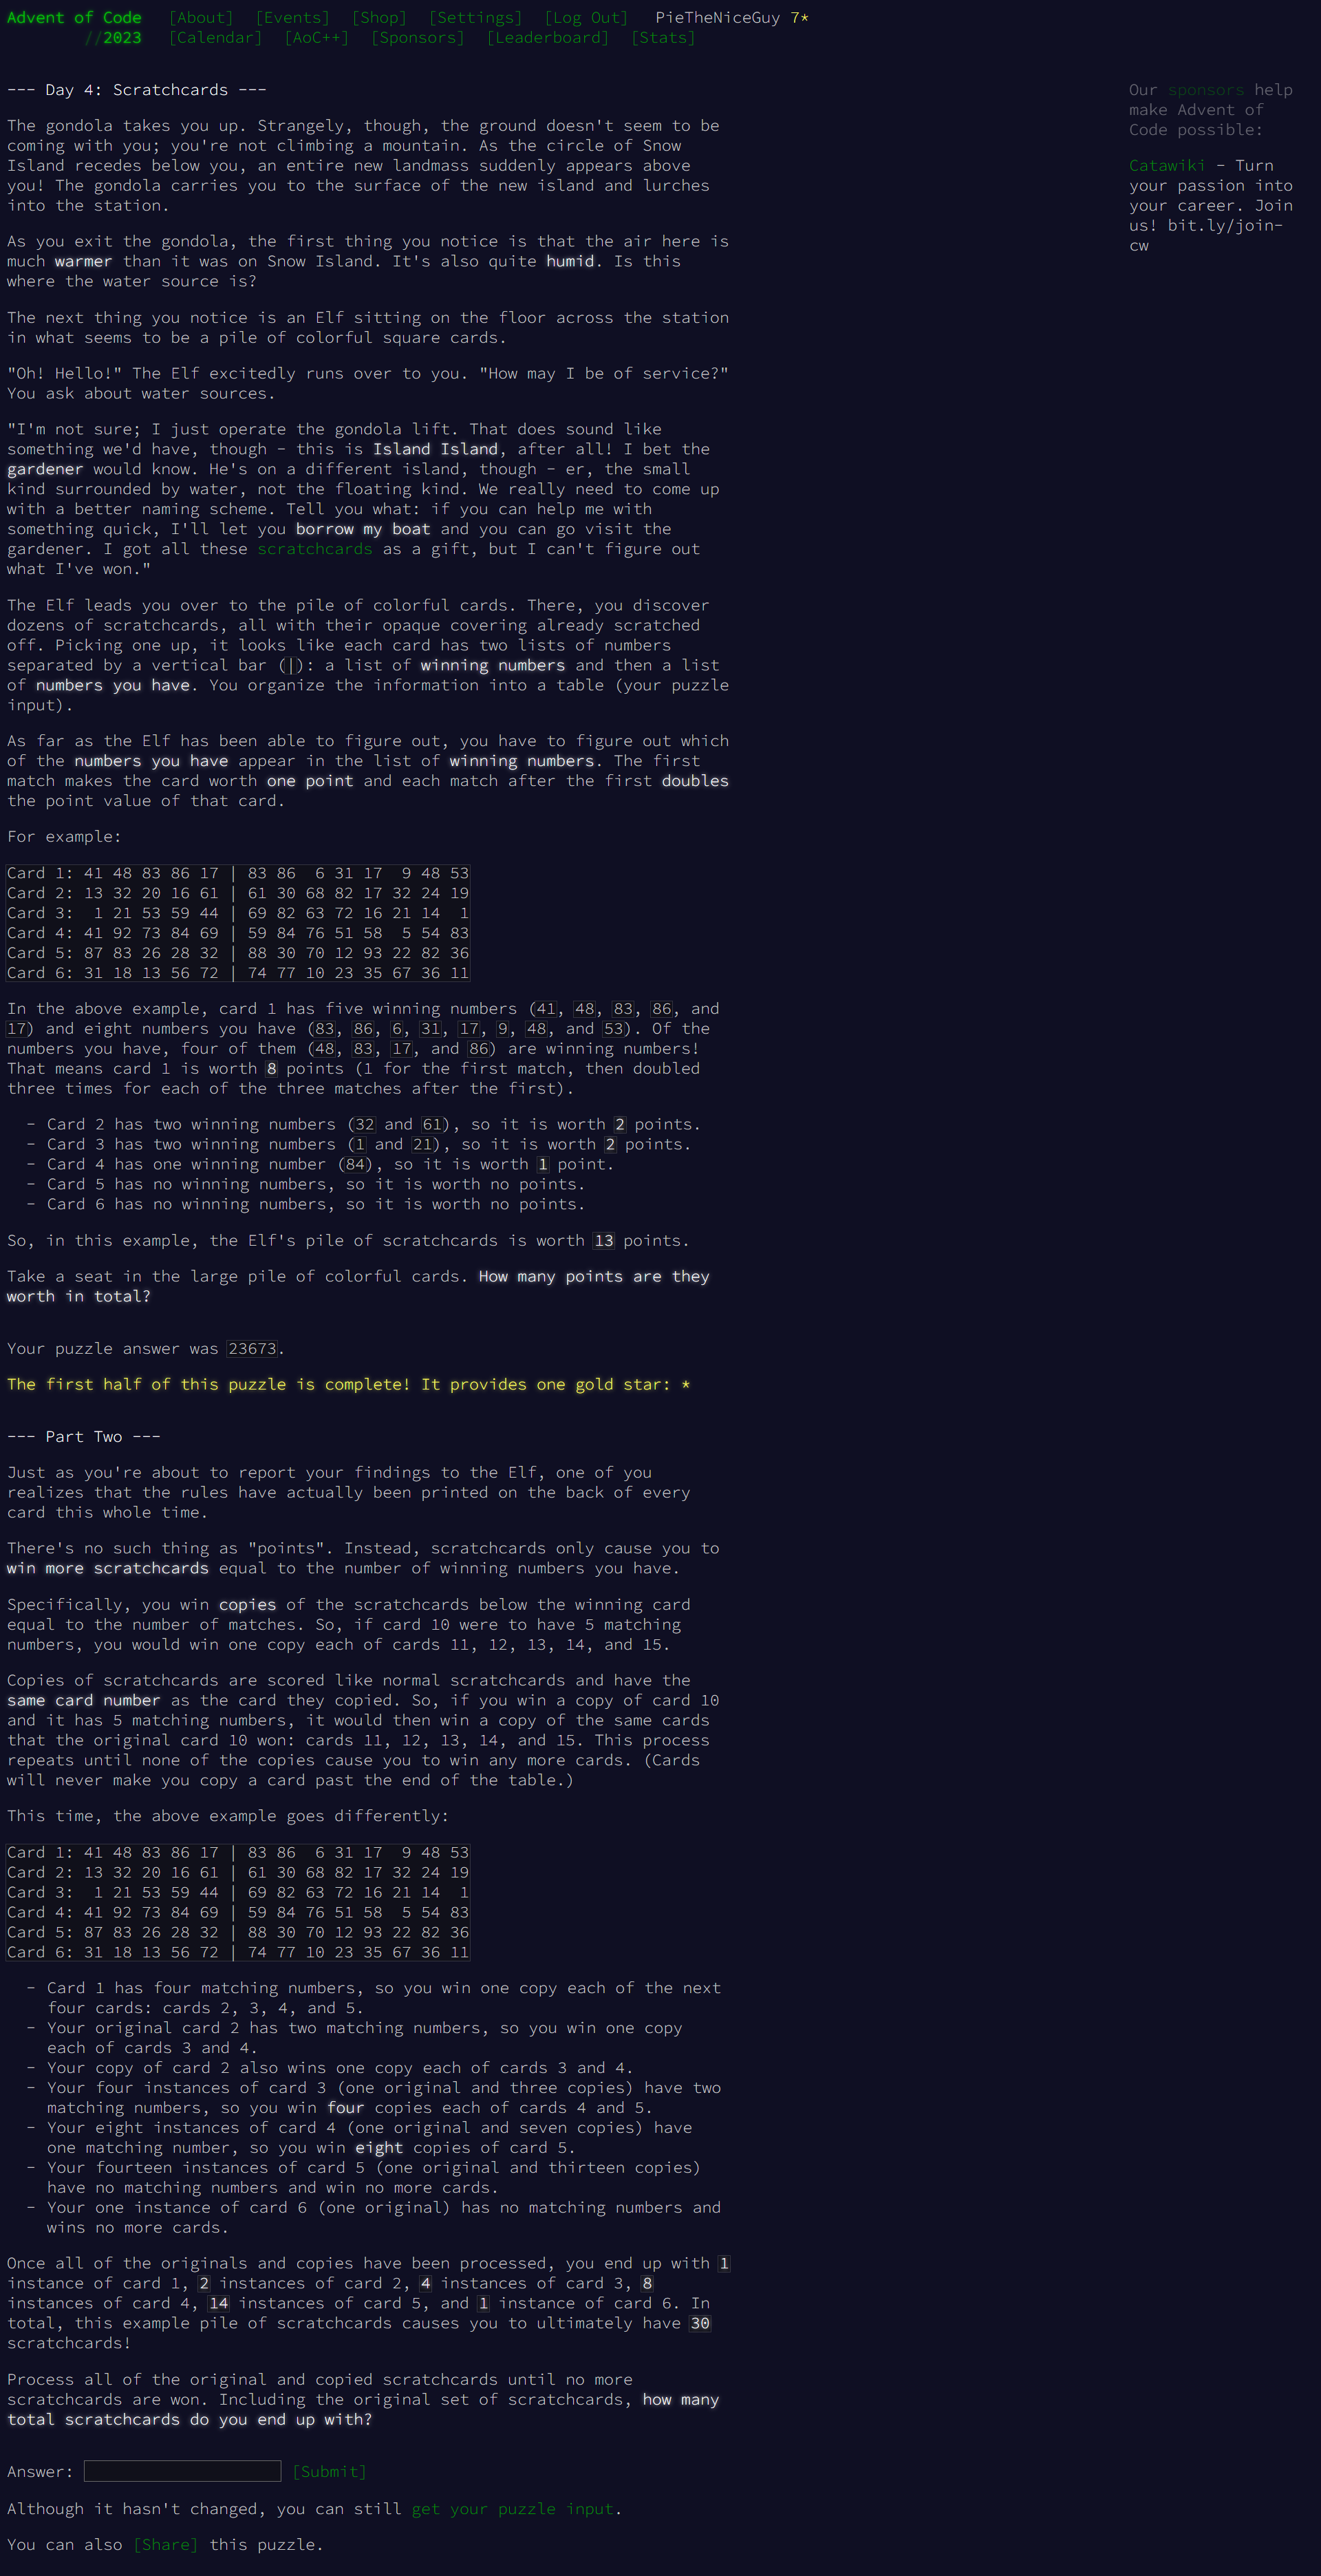 Advent of Code [About] [Events] [Shop] [Settings] [Log Out] PieTheNiceGuy 7*
//2023 [Calendar] [AoC++] [Sponsors] [Leaderboard] [Stats]
--- Day 4: Scratchcards ---
The gondola takes you up. Strangely, though, the ground doesn't seem to be
coming with you; you're not climbing a mountain. As the circle of Snow
Island recedes below you, an entire new landmass suddenly appears above
you! The gondola carries you to the surface of the new island and lurches
into the station.
As you exit the gondola, the first thing you notice is that the air here is
much warmer than it was on Snow Island. It's also quite humid. Is this
where the water source is?
The next thing you notice is an Elf sitting on the floor across the station
in what seems to be a pile of colorful square cards.
"Oh! Hello!" The Elf excitedly runs over to you. "How may I be of service?"
You ask about water sources.
"I'm not sure; I just operate the gondola lift. That does sound like
something we'd have, though - this is Island Island, after all! I bet the
gardener would know. He's on a different island, though - er, the small
kind surrounded by water, not the floating kind. We really need to come up
with a better naming scheme. Tell you what: if you can help me with
something quick, I'll let you borrow my boat and you can go visit the
gardener. I got all these scratchcards as a gift, but I can't figure out
what I've won."
The Elf leads you over to the pile of colorful cards. There, you discover
dozens of scratchcards, all with their opaque covering already scratched
off. Picking one up, it looks like each card has two lists of numbers
separated by a vertical bar (|): a list of winning numbers and then a list
of numbers you have. You organize the information into a table (your puzzle
input).
As far as the Elf has been able to figure out, you have to figure out which
of the numbers you have appear in the list of winning numbers. The first
match makes the card worth one point and each match after the first doubles
the point value of that card.
For example:
Card 1: 41 48 83 86 17 | 83 86  6 31 17  9 48 53
Card 2: 13 32 20 16 61 | 61 30 68 82 17 32 24 19
Card 3:  1 21 53 59 44 | 69 82 63 72 16 21 14  1
Card 4: 41 92 73 84 69 | 59 84 76 51 58  5 54 83
Card 5: 87 83 26 28 32 | 88 30 70 12 93 22 82 36
Card 6: 31 18 13 56 72 | 74 77 10 23 35 67 36 11
In the above example, card 1 has five winning numbers (41, 48, 83, 86, and
17) and eight numbers you have (83, 86, 6, 31, 17, 9, 48, and 53). Of the
numbers you have, four of them (48, 83, 17, and 86) are winning numbers!
That means card 1 is worth 8 points (1 for the first match, then doubled
three times for each of the three matches after the first).
- Card 2 has two winning numbers (32 and 61), so it is worth 2 points.
- Card 3 has two winning numbers (1 and 21), so it is worth 2 points.
- Card 4 has one winning number (84), so it is worth 1 point.
- Card 5 has no winning numbers, so it is worth no points.
- Card 6 has no winning numbers, so it is worth no points.
So, in this example, the Elf's pile of scratchcards is worth 13 points.
Take a seat in the large pile of colorful cards. How many points are they
worth in total?
Your puzzle answer was 23673.
The first half of this puzzle is complete! It provides one gold star: *
--- Part Two ---
Just as you're about to report your findings to the Elf, one of you
realizes that the rules have actually been printed on the back of every
card this whole time.
There's no such thing as "points". Instead, scratchcards only cause you to
win more scratchcards equal to the number of winning numbers you have.
Specifically, you win copies of the scratchcards below the winning card
equal to the number of matches. So, if card 10 were to have 5 matching
numbers, you would win one copy each of cards 11, 12, 13, 14, and 15.
Copies of scratchcards are scored like normal scratchcards and have the
same card number as the card they copied. So, if you win a copy of card 10
and it has 5 matching numbers, it would then win a copy of the same cards
that the original card 10 won: cards 11, 12, 13, 14, and 15. This process
repeats until none of the copies cause you to win any more cards. (Cards
will never make you copy a card past the end of the table.)
This time, the above example goes differently:
Card 1: 41 48 83 86 17 | 83 86  6 31 17  9 48 53
Card 2: 13 32 20 16 61 | 61 30 68 82 17 32 24 19
Card 3:  1 21 53 59 44 | 69 82 63 72 16 21 14  1
Card 4: 41 92 73 84 69 | 59 84 76 51 58  5 54 83
Card 5: 87 83 26 28 32 | 88 30 70 12 93 22 82 36
Card 6: 31 18 13 56 72 | 74 77 10 23 35 67 36 11
- Card 1 has four matching numbers, so you win one copy each of the next
four cards: cards 2, 3, 4, and 5.
- Your original card 2 has two matching numbers, so you win one copy
each of cards 3 and 4.
- Your copy of card 2 also wins one copy each of cards 3 and 4.
- Your four instances of card 3 (one original and three copies) have two
matching numbers, so you win four copies each of cards 4 and 5.
- Your eight instances of card 4 (one original and seven copies) have
one matching number, so you win eight copies of card 5.
- Your fourteen instances of card 5 (one original and thirteen copies)
have no matching numbers and win no more cards.
- Your one instance of card 6 (one original) has no matching numbers and
wins no more cards.
Once all of the originals and copies have been processed, you end up with 1
instance of card 1, 2 instances of card 2, 4 instances of card 3, 8
instances of card 4, 14 instances of card 5, and 1 instance of card 6. In
total, this example pile of scratchcards causes you to ultimately have 30
scratchcards!
Process all of the original and copied scratchcards until no more
scratchcards are won. Including the original set of scratchcards, how many
total scratchcards do you end up with?
Answer: [Submit]
Although it hasn't changed, you can still get your puzzle input.
You can also [Share] this puzzle.
Our sponsors help
make Advent of
Code possible:
Catawiki - Turn
your passion into
your career. Join
us! bit.ly/join-
cw